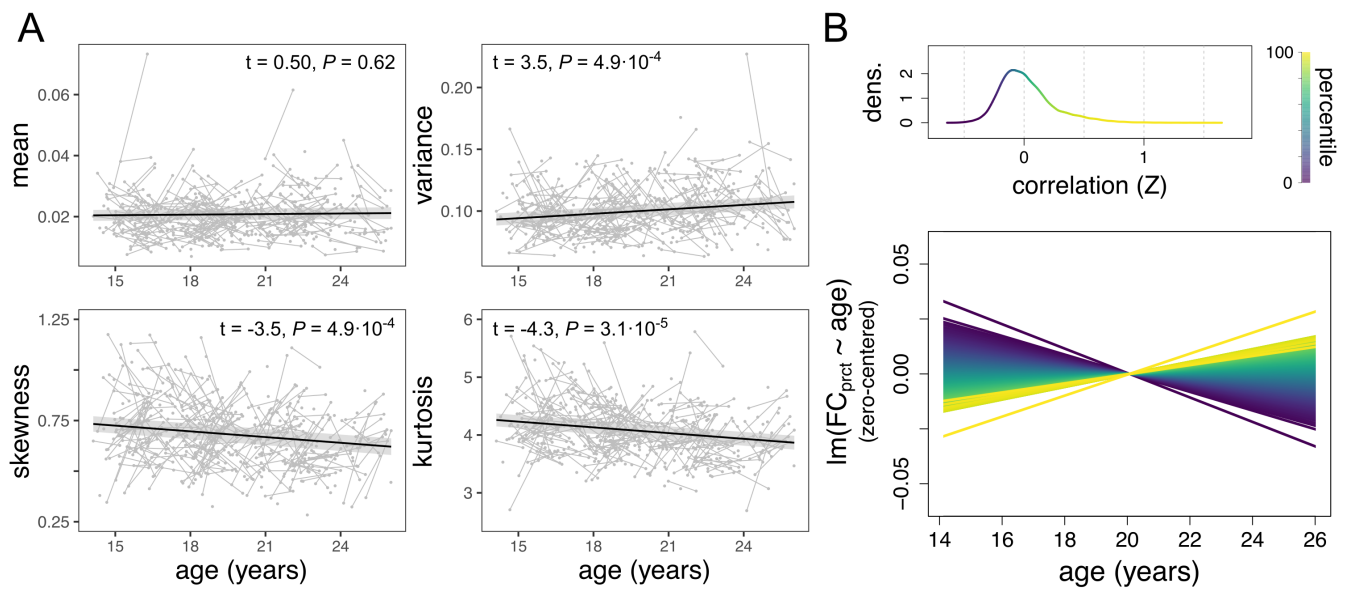 A
t = 0.50, P = 0.62
mean
0.06
0.04
0.02
15 18 21 24
t = 3.5, P = 4.9·10-4
variance
0.20
0.15
0.10
15 18 21 24
t = -3.5, P = 4.9·10-4
skewness
1.25
0.75
0.25
15 18 21 24
age (years)
t = -4.3, P = 3.1·10-5
kurtosis
6
5
4
3
15 18 21 24
age (years)
B
dens.
2
1
0
0 1
correlation (Z)
100
0
percentile
lm(FCprct ~ age)
(zero-centered)
0.05
0.00
−0.05
14 16 18 20 22 24 26
age (years)